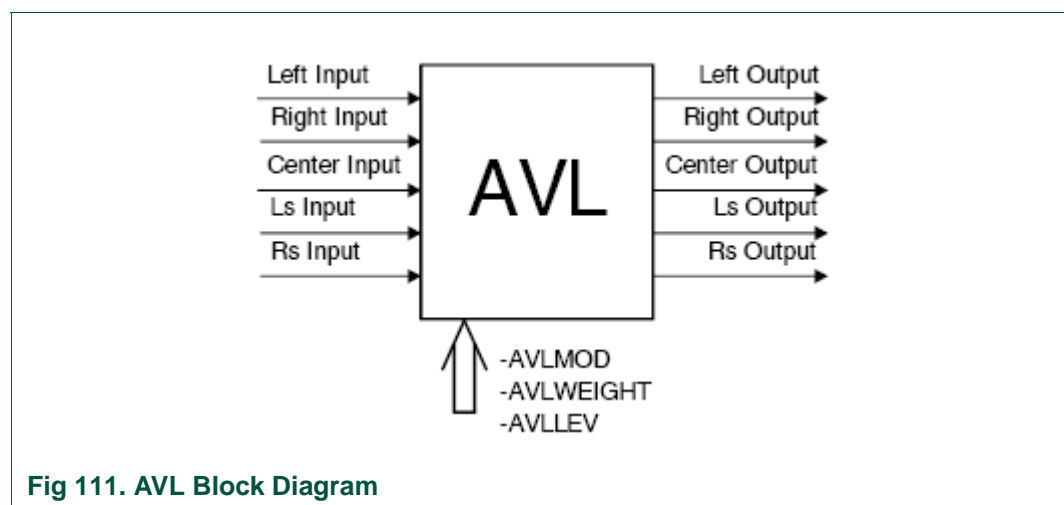 Left Input
Left Output
Right Input
Right Output
Center Input
Center Output
AVL
Ls Input
Ls Output
Rs Input
Rs Output
-AVLMOD
-AVLWEIGHT
-AVLLEV
Fig 111. AVL Block Diagram